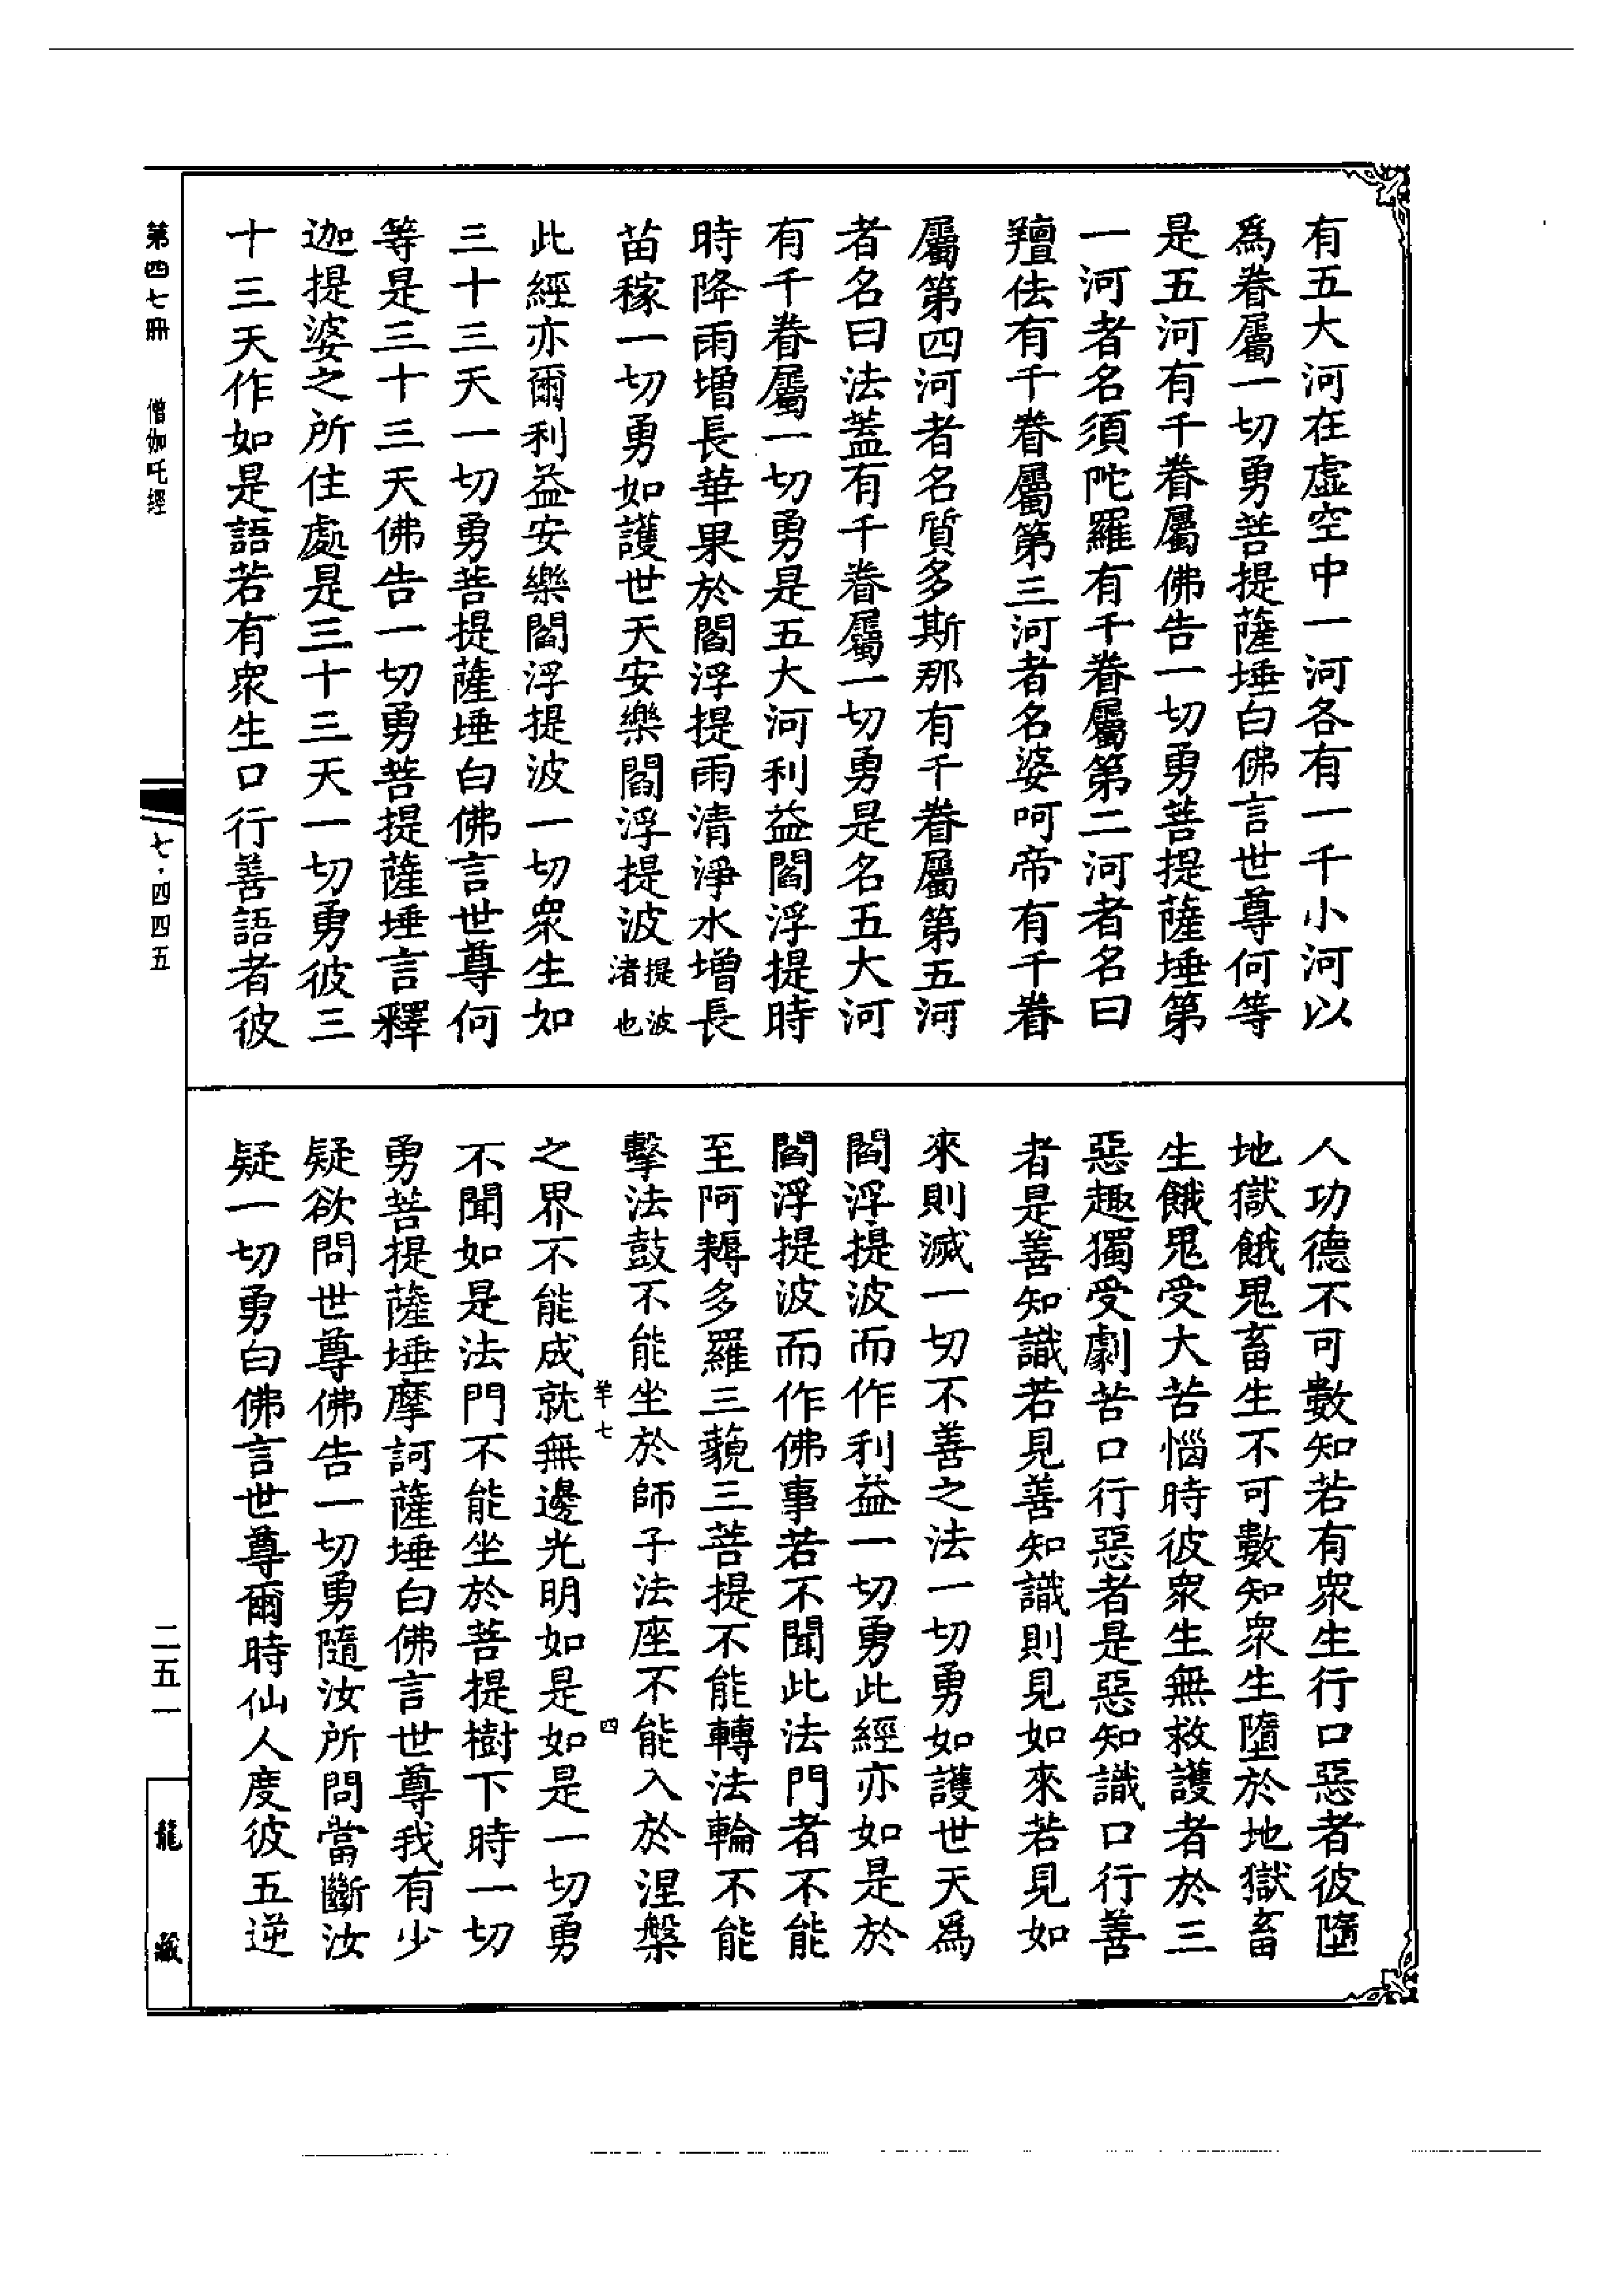 有五大河在虛空中一河各有一千小河以
爲眷屬一切勇菩提薩埵白佛言世尊何等
是五河有千眷屬佛告一切勇菩提薩埵第
一河者名須陀羅有千眷屬第二河者名曰
羶佉有千眷屬第三河者名婆呵帝有千眷
屬第四河者名質多斯那有千眷屬第五河
者名曰法蓋有千眷屬一切勇是名五大河
有千眷屬一切勇是五大河利益閻浮提時
時降雨增長華果於閻浮提雨清淨水增長
苗稼一切勇如護世天安樂閻浮提波提波渚也
此經亦爾利益安樂閻浮提波一切眾生如
三十三天一切勇菩提薩埵白佛言世尊何
等是三十三天佛告一切勇菩提薩埵言釋
迦提婆之所住處是三十三天一切勇彼三
十三天作如是語若有眾生口行善語者彼
人功德不可數知若有眾生行口惡者彼墮
地獄餓鬼畜生不可數知眾生墮於地獄畜
生餓鬼受大苦惱時彼眾生無救護者於三
惡趣獨受劇苦口行惡者是惡知識口行善
者是善知識若見善知識則見如來若見如
來則滅一切不善之法一切勇如護世天爲
閻浮提波而作利益一切勇此經亦如是於
閻浮提波而作佛事若不聞此法門者不能
至阿耨多羅三藐三菩提不能轉法輪不能
擊法鼓不能坐於師子法座不能入於涅槃
羊七 四
之界不能成就無邊光明如是如是一切勇
不聞如是法門不能坐於菩提樹下時一切
勇菩提薩埵摩訶薩埵白佛言世尊我有少
疑欲問世尊佛告一切勇隨汝所問當斷汝
疑一切勇白佛言世尊爾時仙人度彼五逆
第四七冊 僧伽吒經
七·四四五
二五一
龍藏